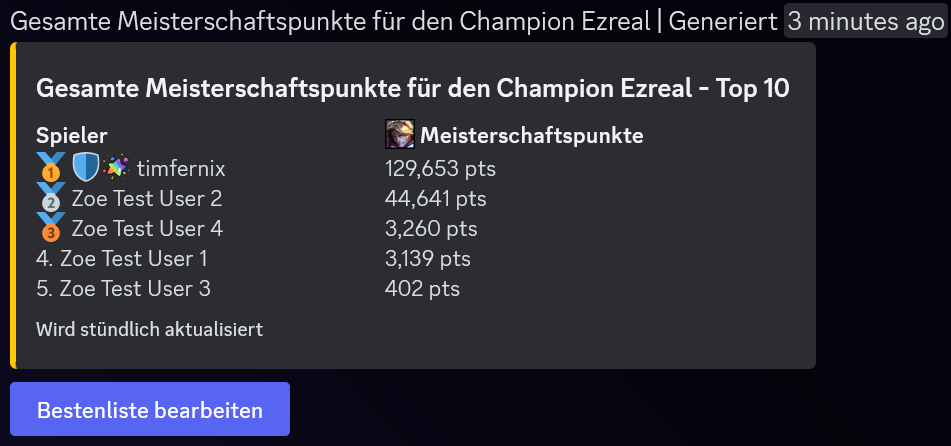 Gesamte Meisterschaftspunkte für den Champion Ezreal | Generiert 3 minutes ago
Gesamte Meisterschaftspunkte für den Champion Ezreal - Top 10
Spieler Meisterschaftspunkte
1 timfernix 129,653 pts
2 Zoe Test User 2 44,641 pts
3 Zoe Test User 4 3,260 pts
4. Zoe Test User 1 3,139 pts
5. Zoe Test User 3 402 pts
Wird stündlich aktualisiert
Bestenliste bearbeiten